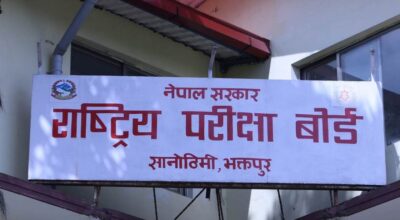 नेपाल सरकार
राष्ट्रिय परीक्षा बोर्ड
सानोठिमी, भक्तपुर